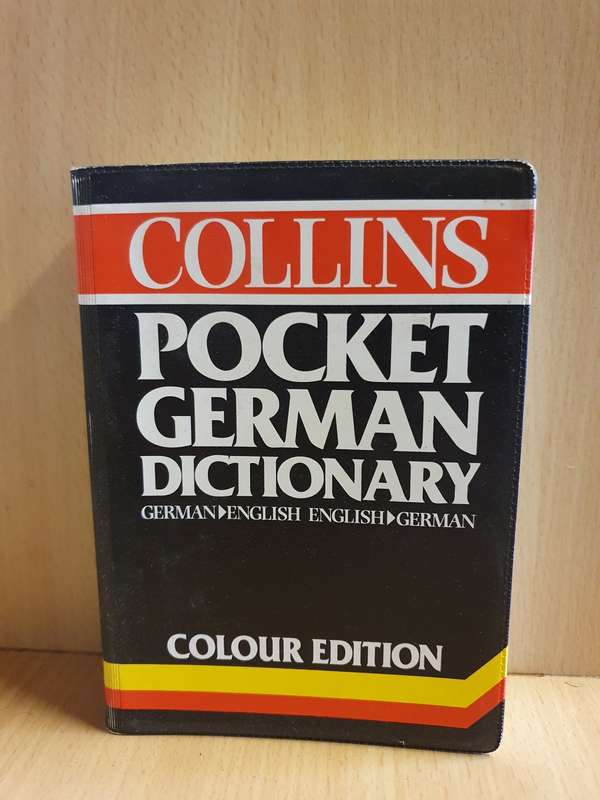 COLLINS
POCKET
GERMAN
DICTIONARY
GERMAN▶ENGLISH ENGLISH▶GERMAN
COLOUR EDITION